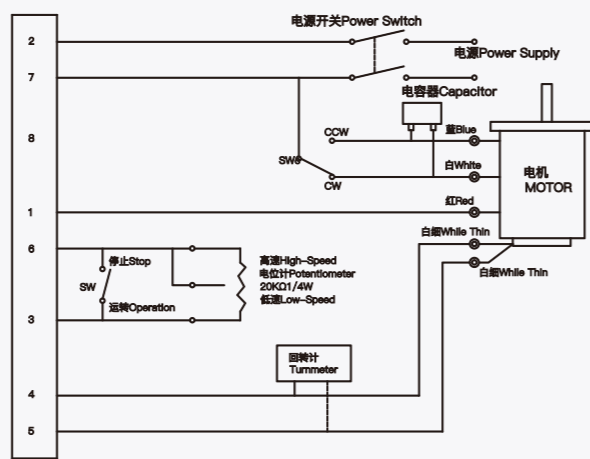 电源开关Power Switch
2
电源Power Supply
7
电容器Capacitor
8
CCW
蓝Blue
SW3
白White
CW
电机
MOTOR
1
红Red
白细While Thin
6
停止Stop
高速High-Speed
电位计Potentiometer
20KΩ1/4W
低速Low-Speed
白细While Thin
SW
运转Operation
3
回转计
Tummeter
4
5